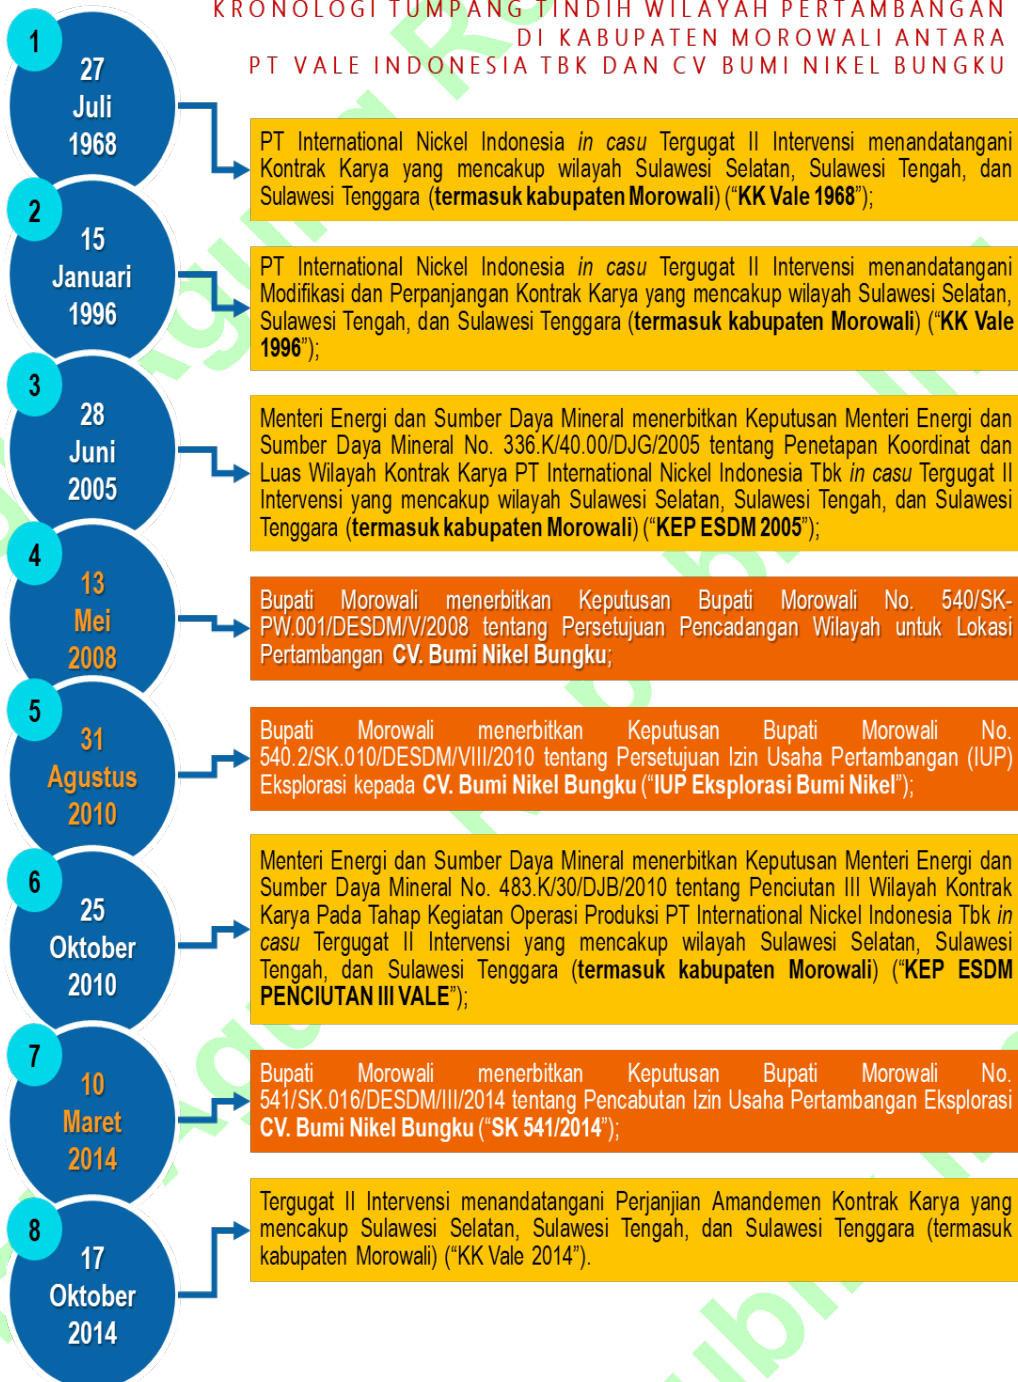 KRONOLOGI TUMPANG TINDIH WILAYAH PERTAMBANGAN
DI KABUPATEN MOROWALI ANTARA
PT VALE INDONESIA TBK DAN CV BUMI NIKEL BUNGKU
1
27
Juli
1968
PT International Nickel Indonesia in casu Tergugat II Intervensi menandatangani
Kontrak Karya yang mencakup wilayah Sulawesi Selatan, Sulawesi Tengah, dan
Sulawesi Tenggara (termasuk kabupaten Morowali) (“KK Vale 1968”);
2
15
Januari
1996
PT International Nickel Indonesia in casu Tergugat II Intervensi menandatangani
Modifikasi dan Perpanjangan Kontrak Karya yang mencakup wilayah Sulawesi Selatan,
Sulawesi Tengah, dan Sulawesi Tenggara (termasuk kabupaten Morowali) (“KK Vale
1996”);
3
28
Juni
2005
Menteri Energi dan Sumber Daya Mineral menerbitkan Keputusan Menteri Energi dan
Sumber Daya Mineral No. 336.K/40.00/DJG/2005 tentang Penetapan Koordinat dan
Luas Wilayah Kontrak Karya PT International Nickel Indonesia Tbk in casu Tergugat II
Intervensi yang mencakup wilayah Sulawesi Selatan, Sulawesi Tengah, dan Sulawesi
Tenggara (termasuk kabupaten Morowali) (“KEP ESDM 2005”);
4
13
Mei
2008
Bupati Morowali menerbitkan Keputusan Bupati Morowali No. 540/SK-
PW.001/DESDM/V/2008 tentang Persetujuan Pencadangan Wilayah untuk Lokasi
Pertambangan CV. Bumi Nikel Bungku;
5
31
Agustus
2010
Bupati Morowali menerbitkan Keputusan Bupati Morowali No.
540.2/SK.010/DESDM/VIII/2010 tentang Persetujuan Izin Usaha Pertambangan (IUP)
Eksplorasi kepada CV. Bumi Nikel Bungku (“IUP Eksplorasi Bumi Nikel”);
6
25
Oktober
2010
Menteri Energi dan Sumber Daya Mineral menerbitkan Keputusan Menteri Energi dan
Sumber Daya Mineral No. 483.K/30/DJB/2010 tentang Penciutan III Wilayah Kontrak
Karya Pada Tahap Kegiatan Operasi Produksi PT International Nickel Indonesia Tbk in
casu Tergugat II Intervensi yang mencakup wilayah Sulawesi Selatan, Sulawesi
Tengah, dan Sulawesi Tenggara (termasuk kabupaten Morowali) (“KEP ESDM
PENCIUTAN III VALE”);
7
10
Maret
2014
Bupati Morowali menerbitkan Keputusan Bupati Morowali No.
541/SK.016/DESDM/III/2014 tentang Pencabutan Izin Usaha Pertambangan Eksplorasi
CV. Bumi Nikel Bungku (“SK 541/2014”);
8
17
Oktober
2014
Tergugat II Intervensi menandatangani Perjanjian Amandemen Kontrak Karya yang
mencakup Sulawesi Selatan, Sulawesi Tengah, dan Sulawesi Tenggara (termasuk
kabupaten Morowali) (“KK Vale 2014”).